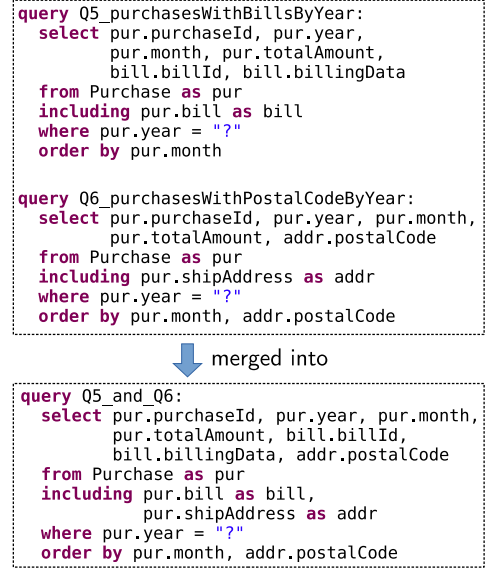 query Q5_purchasesWithBillsByYear:
select pur.purchaseId, pur.year,
pur.month, pur.totalAmount,
bill.billId, bill.billingData
from Purchase as pur
including pur.bill as bill
where pur.year = "?"
order by pur.month
query Q6_purchasesWithPostalCodeByYear:
select pur.purchaseId, pur.year, pur.month,
pur.totalAmount, addr.postalCode
from Purchase as pur
including pur.shipAddress as addr
where pur.year = "?"
order by pur.month, addr.postalCode
merged into
query Q5_and_Q6:
select pur.purchaseId, pur.year, pur.month,
pur.totalAmount, bill.billId,
bill.billingData, addr.postalCode
from Purchase as pur
including pur.bill as bill,
pur.shipAddress as addr
where pur.year = "?"
order by pur.month, addr.postalCode